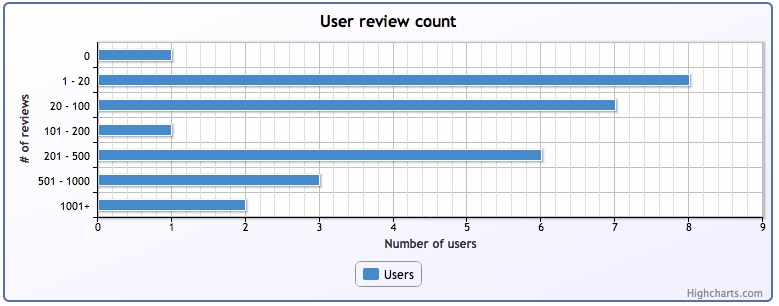 User review count
# of reviews
0
1 - 20
20 - 100
101 - 200
201 - 500
501 - 1000
1001+
0 1 2 3 4 5 6 7 8 9
Number of users
Users
Highcharts.com